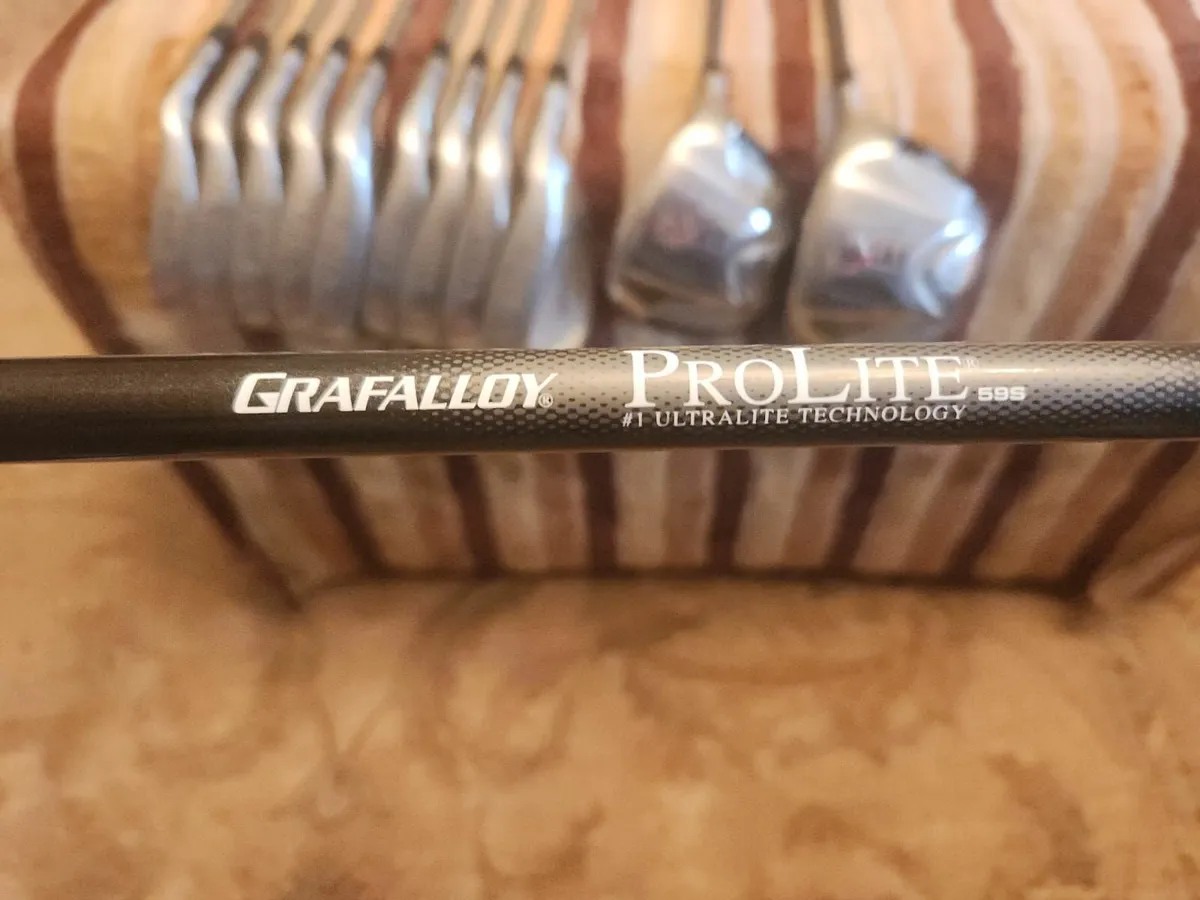 GRAFALLOY® PROLITE® 59S
#1 ULTRALITE TECHNOLOGY